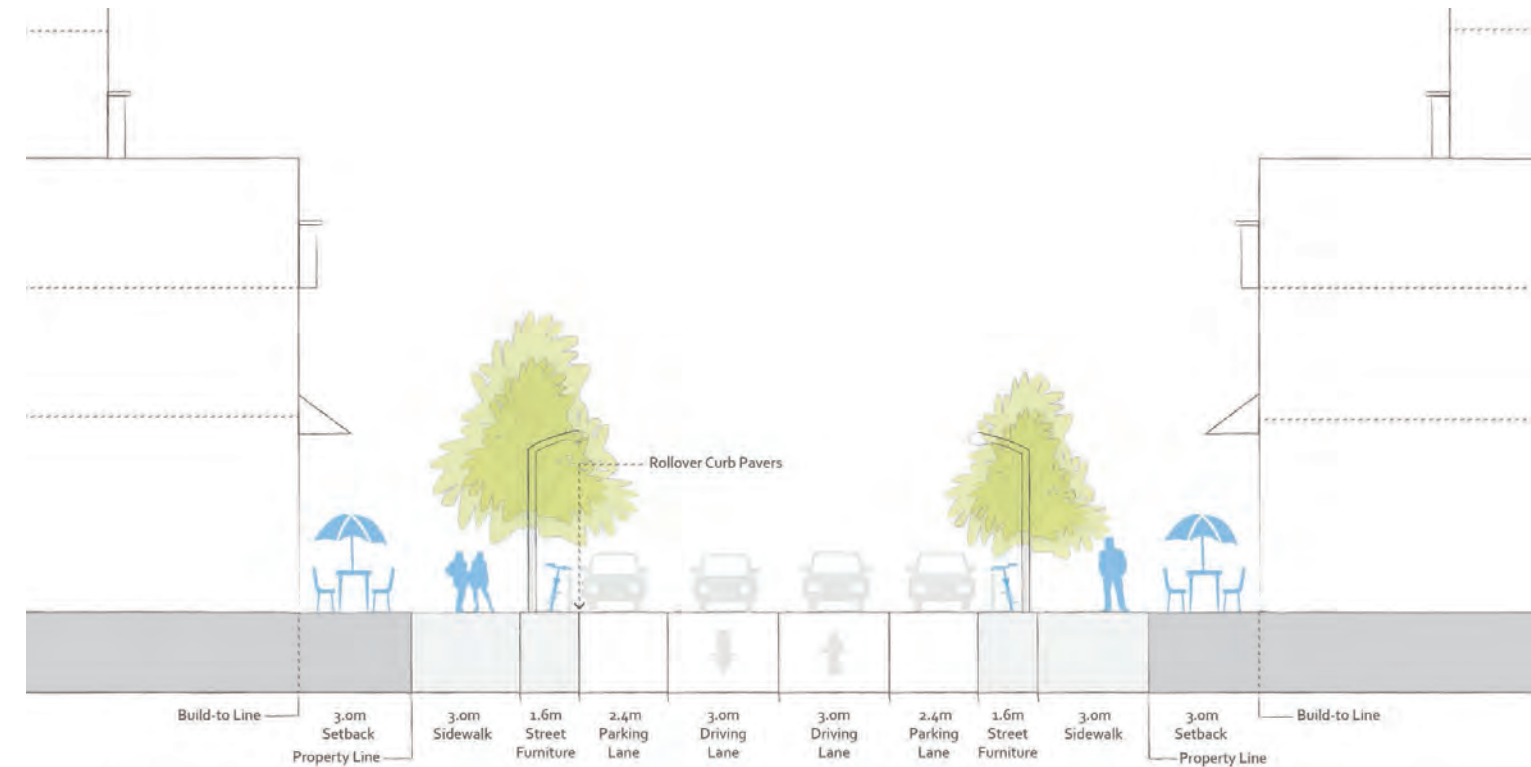 Rollover Curb Pavers
Build-to Line
3.0m
Setback
Property Line
3.0m
Sidewalk
1.6m
Street
Furniture
2.4m
Parking
Lane
3.0m
Driving
Lane
3.0m
Driving
Lane
2.4m
Parking
Lane
1.6m
Street
Furniture
3.0m
Sidewalk
3.0m
Setback
Property Line
Build-to Line